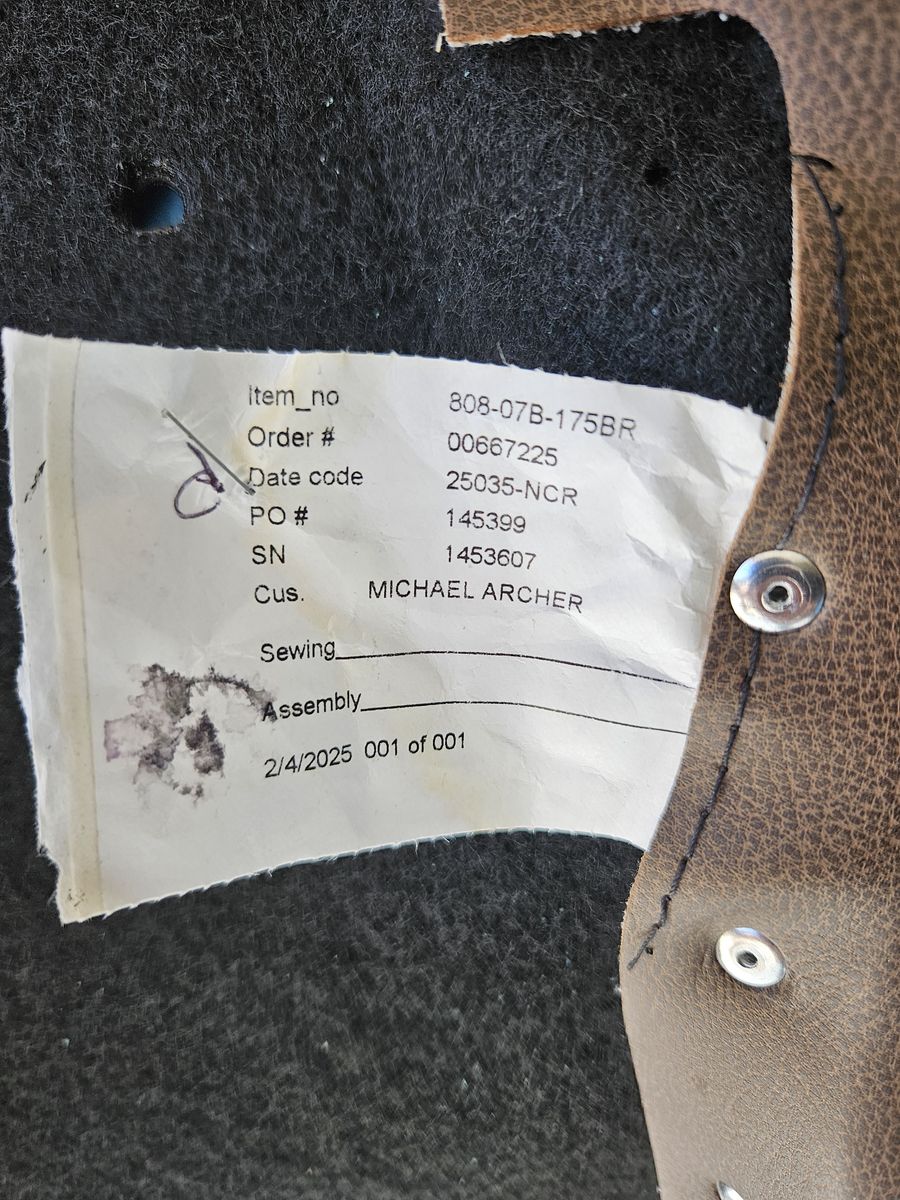 Item_no 808-07B-175BR
Order # 00667225
Date code 25035-NCR
PO # 145399
SN 1453607
Cus. MICHAEL ARCHER
Sewing
Assembly
2/4/2025 001 of 001